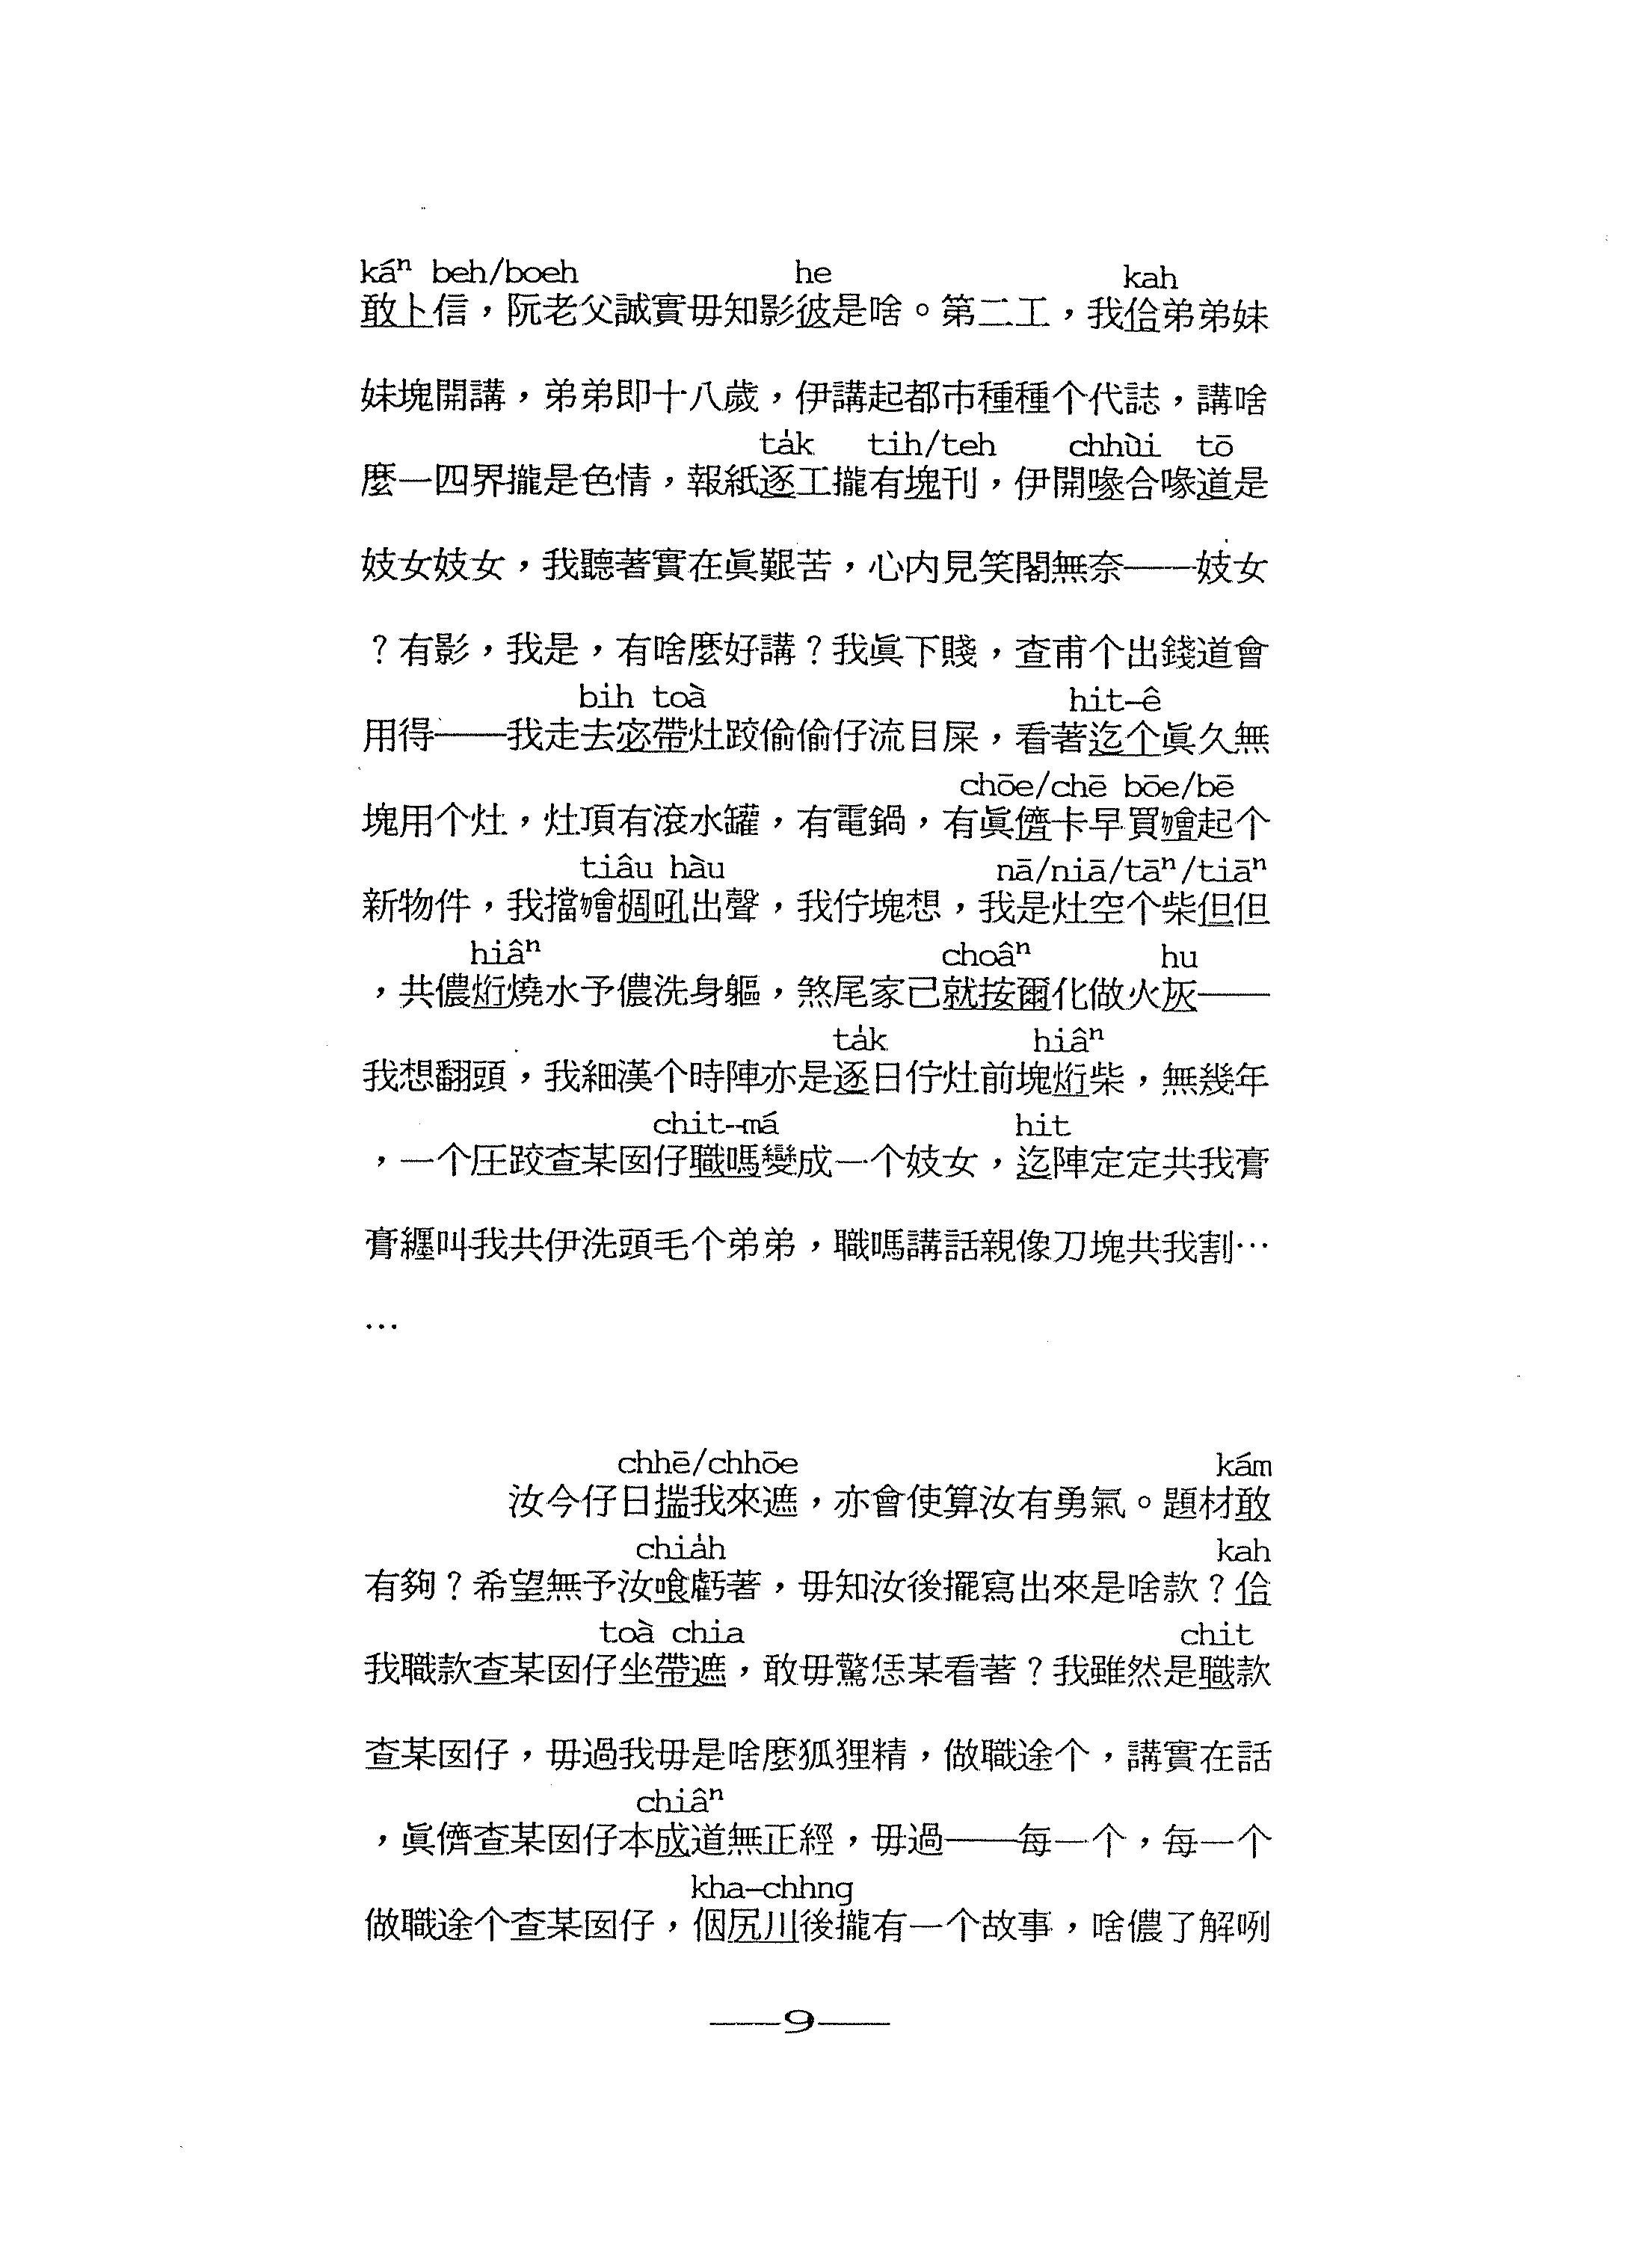 káⁿ beh/boeh he kah
敢卜信，阮老父誠實毋知影彼是啥。第二工，我佮弟弟妹
妹塊開講，弟弟即十八歲，伊講起都市種種个代誌，講啥
ta̍k tih/teh chhùi tō
麼一四界攏是色情，報紙逐工攏有塊刊，伊開喙合喙道是
妓女妓女，我聽著實在眞艱苦，心內見笑閣無奈——妓女
？有影，我是，有啥麼好講？我眞下賤，查甫个出錢道會
bih toà hit-ê
用得——我走去宓帶灶跤偷偷仔流目屎，看著迄个眞久無
chōe/chē bōe/bē
塊用个灶，灶頂有滾水罐，有電鍋，有眞儕卡早買𣍐起个
tiâu hàu nā/niā/tāⁿ/tiāⁿ
新物件，我擋𣍐椆吼出聲，我佇塊想，我是灶空个柴但但
hiâⁿ choâⁿ hu
，共儂烆燒水予儂洗身軀，煞尾家己就按爾化做火灰——
ta̍k hiâⁿ
我想翻頭，我細漢个時陣亦是逐日佇灶前塊烆柴，無幾年
chit-má hit
，一个圧跤查某囡仔職嗎變成一个妓女，迄陣定定共我膏
膏纏叫我共伊洗頭毛个弟弟，職嗎講話親像刀塊共我割…
…
chhē/chhōe kám
汝今仔日揣我來遮，亦會使算汝有勇氣。題材敢
chia̍h kah
有夠？希望無予汝喰虧著，毋知汝後擺寫出來是啥款？佮
toà chia chit
我職款查某囡仔坐帶遮，敢毋驚恁某看著？我雖然是職款
查某囡仔，毋過我毋是啥麼狐狸精，做職途个，講實在話
chiâⁿ
，眞儕查某囡仔本成道無正經，毋過——每一个，每一个
kha-chhng
做職途个查某囡仔，𪜶尻川後攏有一个故事，啥儂了解咧
—9—